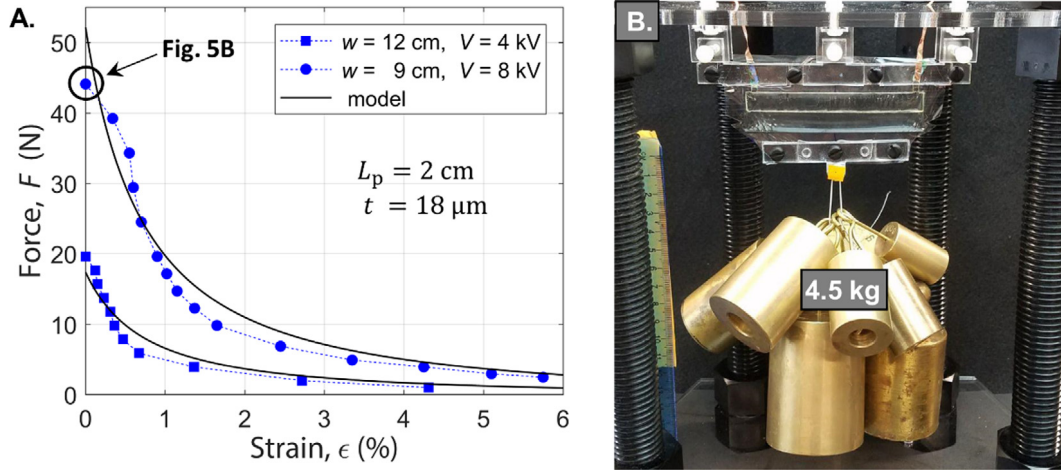 A.
Fig. 5B
w = 12 cm, V = 4 kV
w = 9 cm, V = 8 kV
model
L_p = 2 cm
t = 18 μm
Force, F (N)
50
40
30
20
10
0
0 1 2 3 4 5 6
Strain, ϵ (%)
B.
4.5 kg